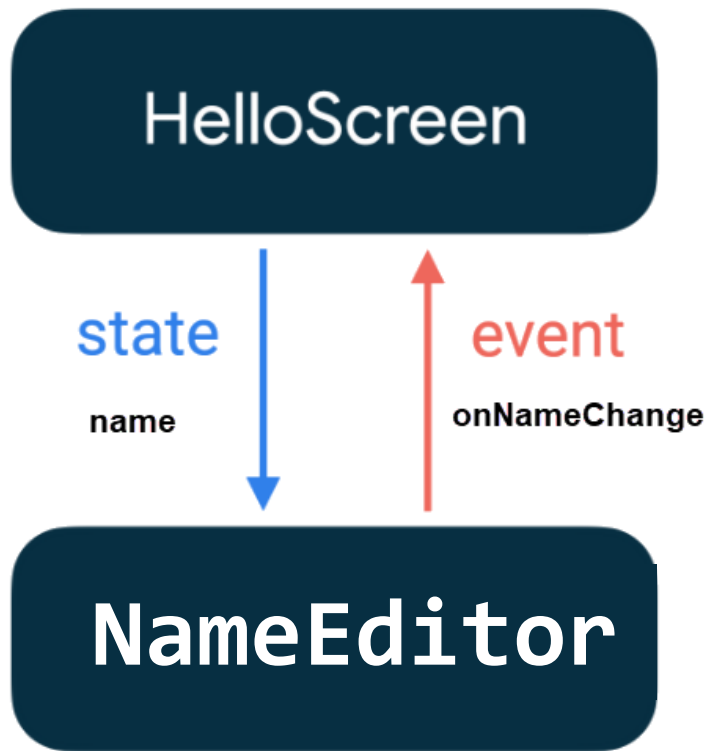 HelloScreen
state
event
name
onNameChange
NameEditor